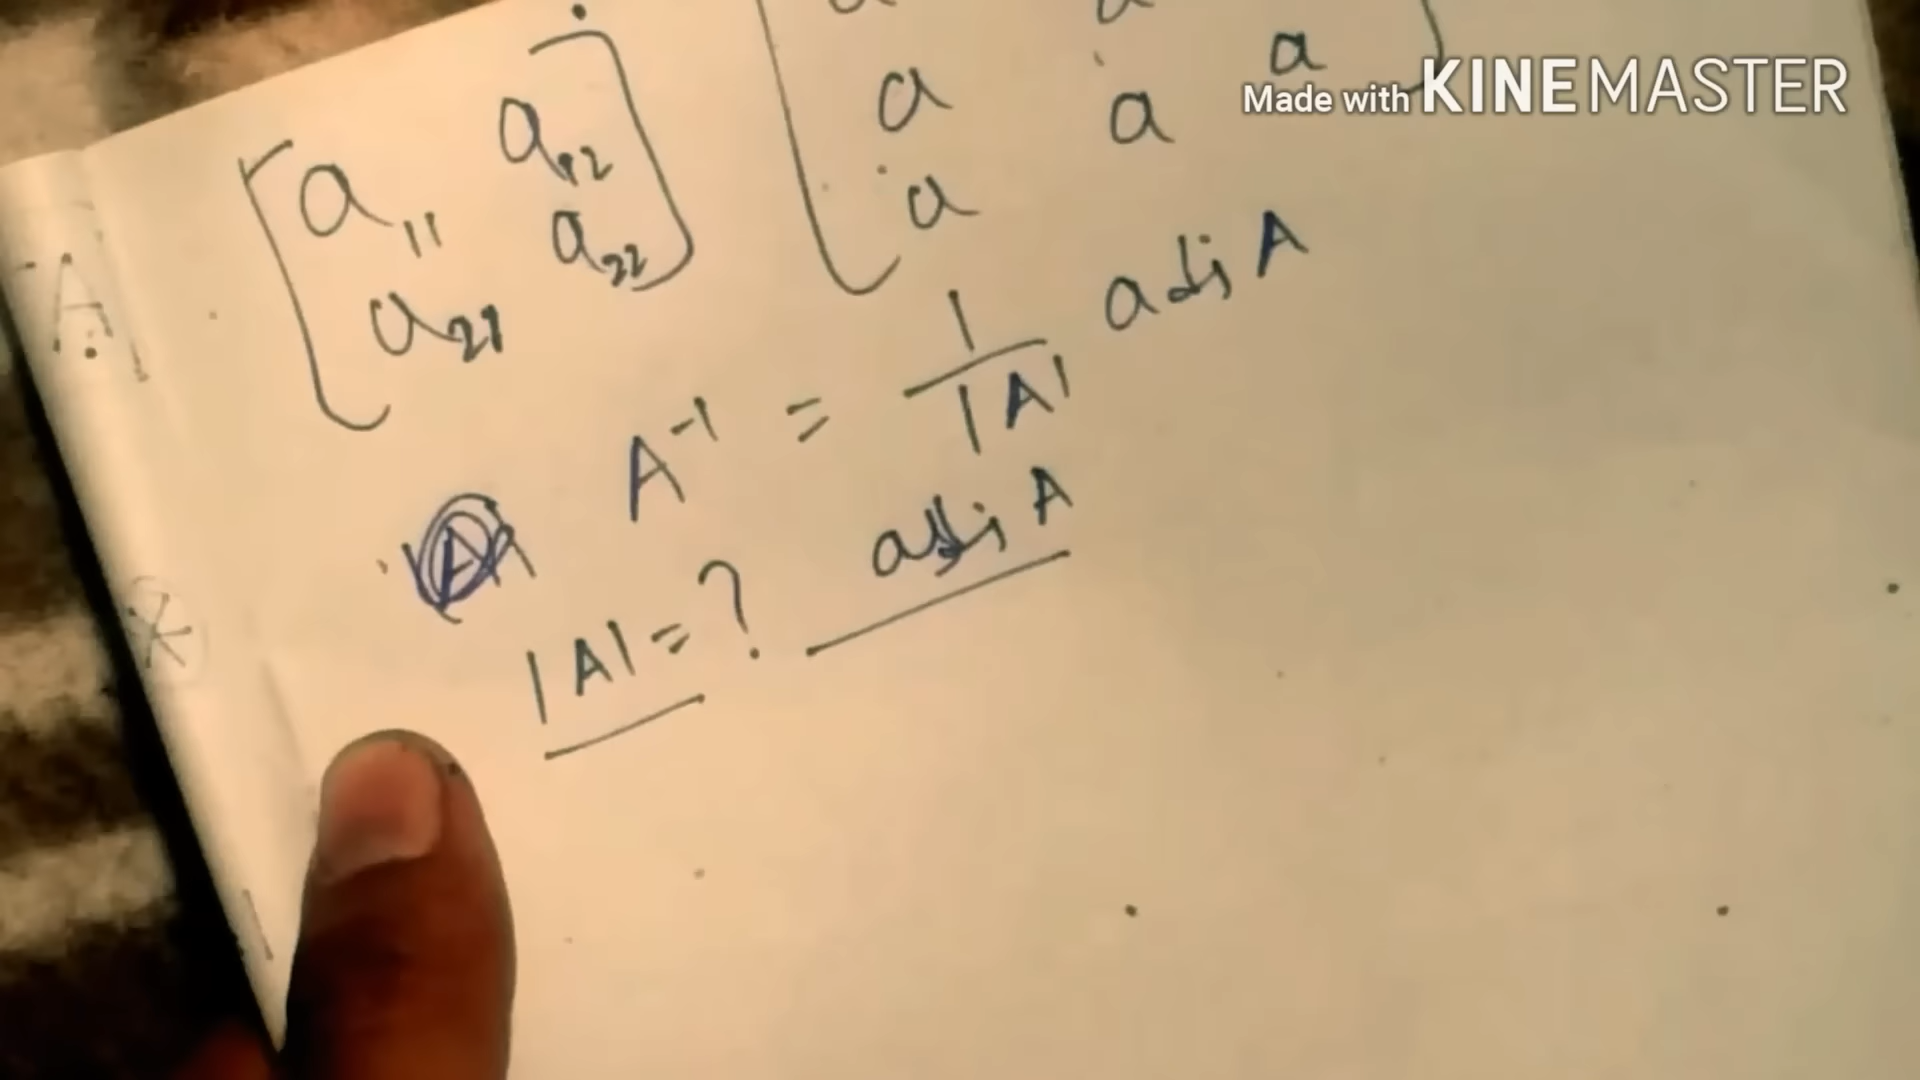 a a
a
Made with KINEMASTER
a₁₁ a₁₂
a a
a₂₁ a₂₂
a
A
A⁻¹ = 1/|A| adj A
A
|A| = ? adj A